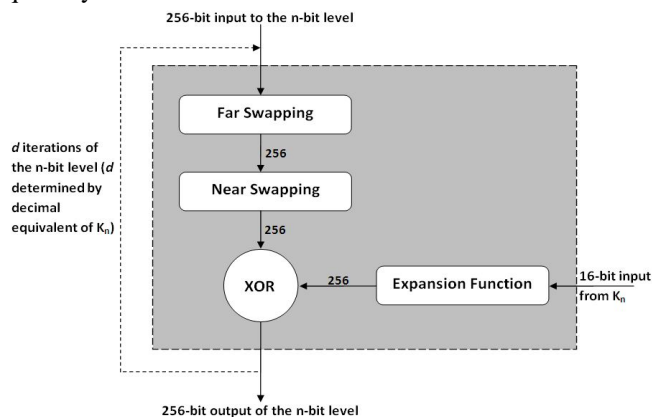 256-bit input to the n-bit level
Far Swapping
256
d iterations of
the n-bit level (d
determined by
decimal
equivalent of Kn)
Near Swapping
256
XOR
256
Expansion Function
16-bit input
from Kn
256-bit output of the n-bit level